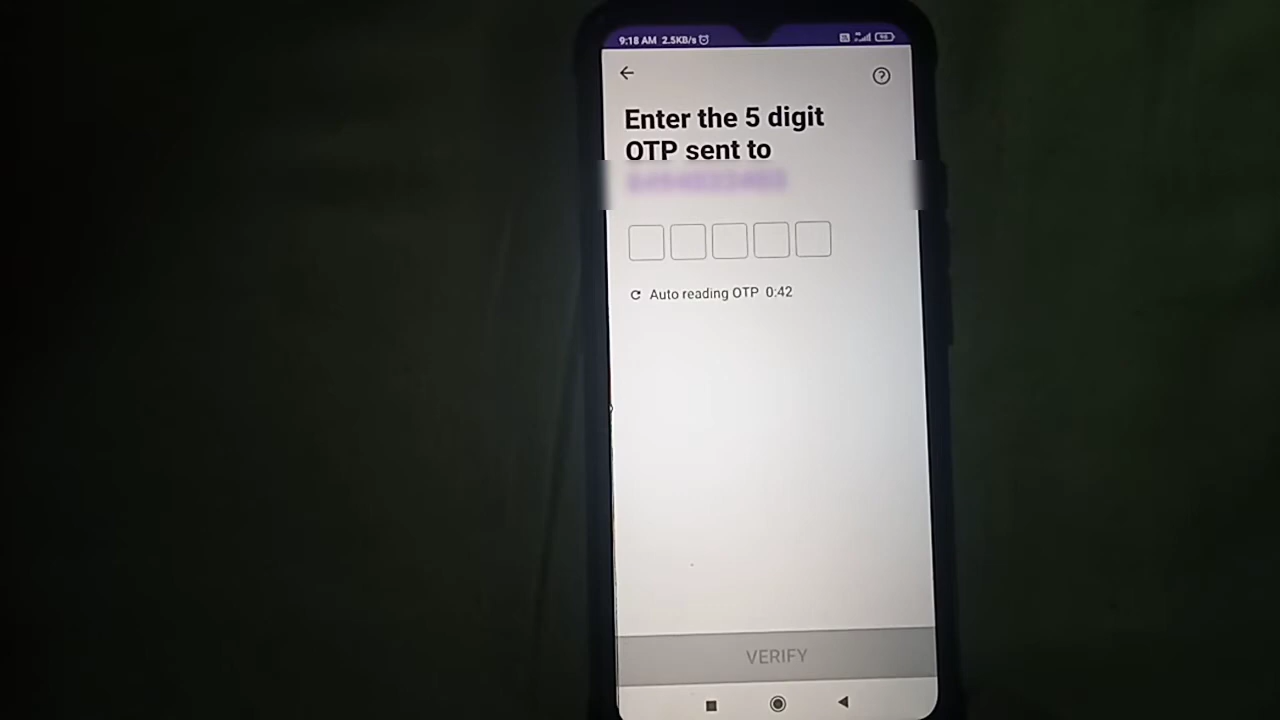 9:18 AM 2.5KB/s
Enter the 5 digit
OTP sent to
Auto reading OTP 0:42
VERIFY